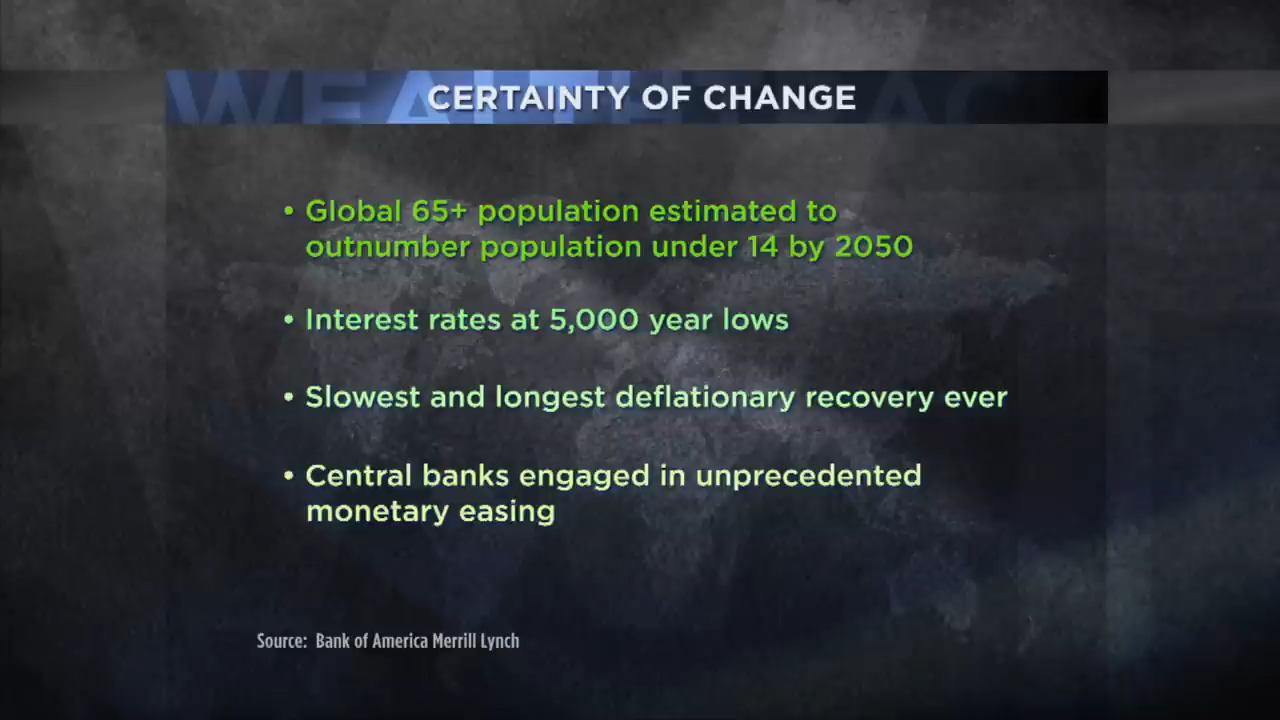 CERTAINTY OF CHANGE
• Global 65+ population estimated to
outnumber population under 14 by 2050
• Interest rates at 5,000 year lows
• Slowest and longest deflationary recovery ever
• Central banks engaged in unprecedented
monetary easing
Source: Bank of America Merrill Lynch